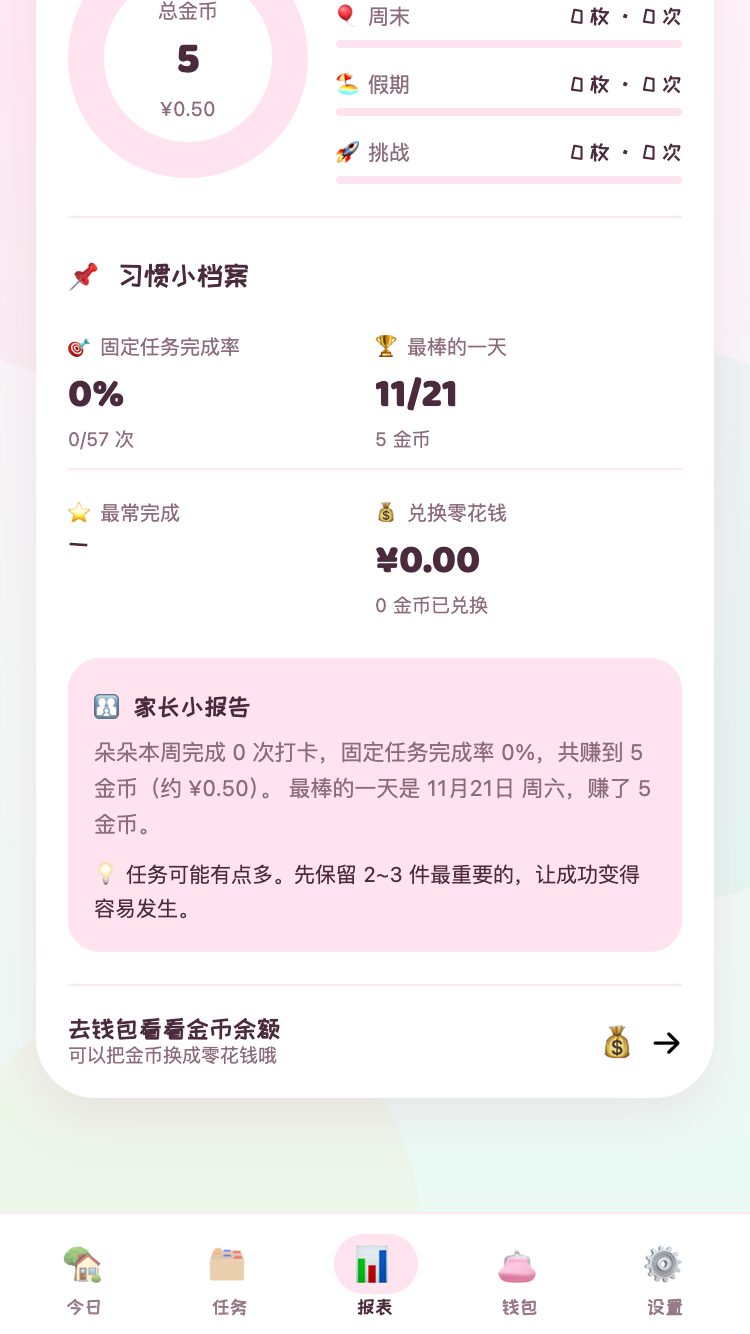 总金币
5
¥0.50
周末 0 枚 · 0 次
假期 0 枚 · 0 次
挑战 0 枚 · 0 次
习惯小档案
固定任务完成率
0%
0/57 次
最棒的一天
11/21
5 金币
最常完成
—
兑换零花钱
¥0.00
0 金币已兑换
家长小报告
朵朵本周完成 0 次打卡，固定任务完成率 0%，共赚到 5
金币（约 ¥0.50）。 最棒的一天是 11月21日 周六，赚了 5
金币。
任务可能有点多。先保留 2~3 件最重要的，让成功变得
容易发生。
去钱包看看金币余额
可以把金币换成零花钱哦
今日
任务
报表
钱包
设置